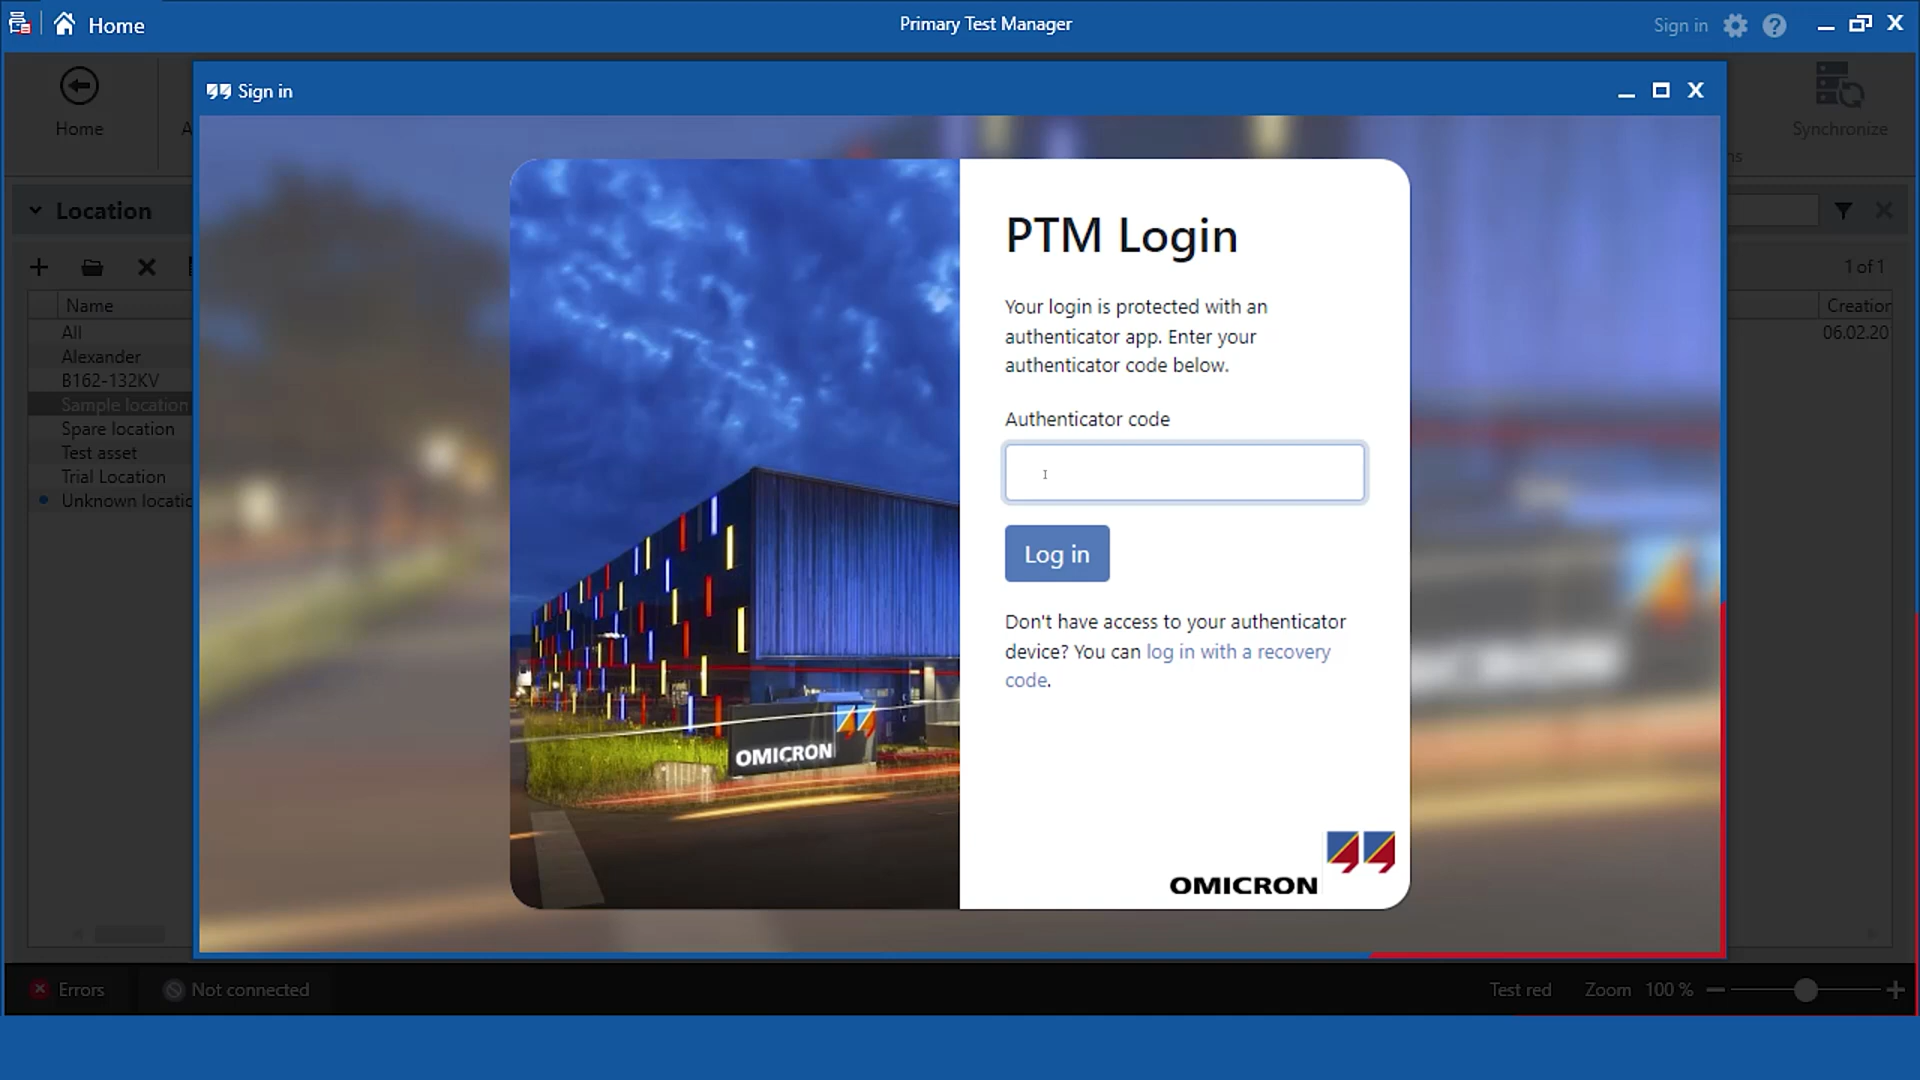 Home
Primary Test Manager
Sign in
Home
Synchronize
Sign in
Location
1 of 1
Name
Creation
All
06.02.20
Alexander
B162-132KV
Sample location
Spare location
Test asset
Trial Location
Unknown locatio
PTM Login
Your login is protected with an
authenticator app. Enter your
authenticator code below.
Authenticator code
Log in
Don't have access to your authenticator
device? You can log in with a recovery
code.
OMICRON
OMICRON
Errors
Not connected
Test red
Zoom 100 %